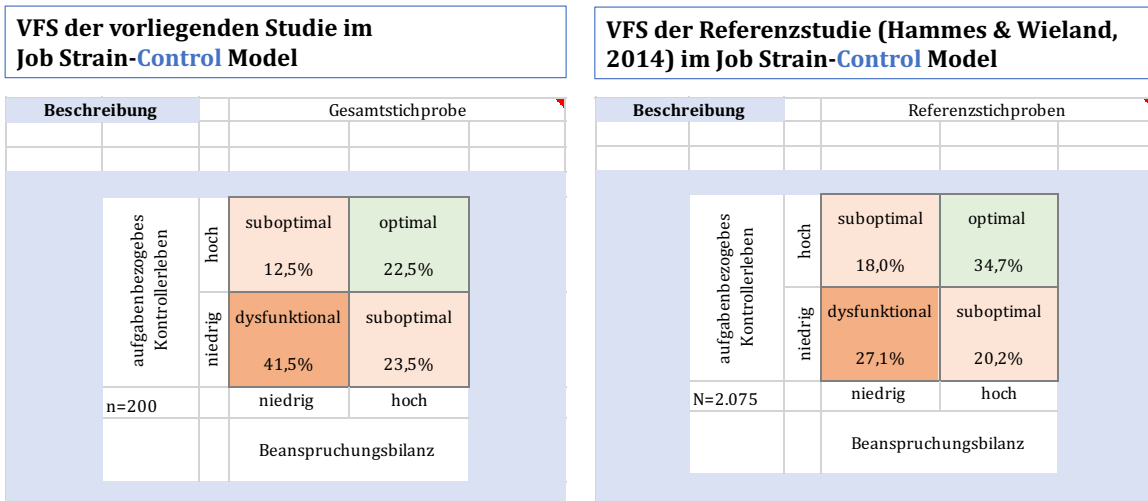 VFS der vorliegenden Studie im
Job Strain-Control Model
Beschreibung
Gesamtstichprobe
aufgabenbezogebes
Kontrollerleben
hoch
suboptimal
optimal
12,5%
22,5%
niedrig
dysfunktional
suboptimal
41,5%
23,5%
n=200
niedrig
hoch
Beanspruchungsbilanz
VFS der Referenzstudie (Hammes & Wieland,
2014) im Job Strain-Control Model
Beschreibung
Referenzstichproben
aufgabenbezogebes
Kontrollerleben
hoch
suboptimal
optimal
18,0%
34,7%
niedrig
dysfunktional
suboptimal
27,1%
20,2%
N=2.075
niedrig
hoch
Beanspruchungsbilanz